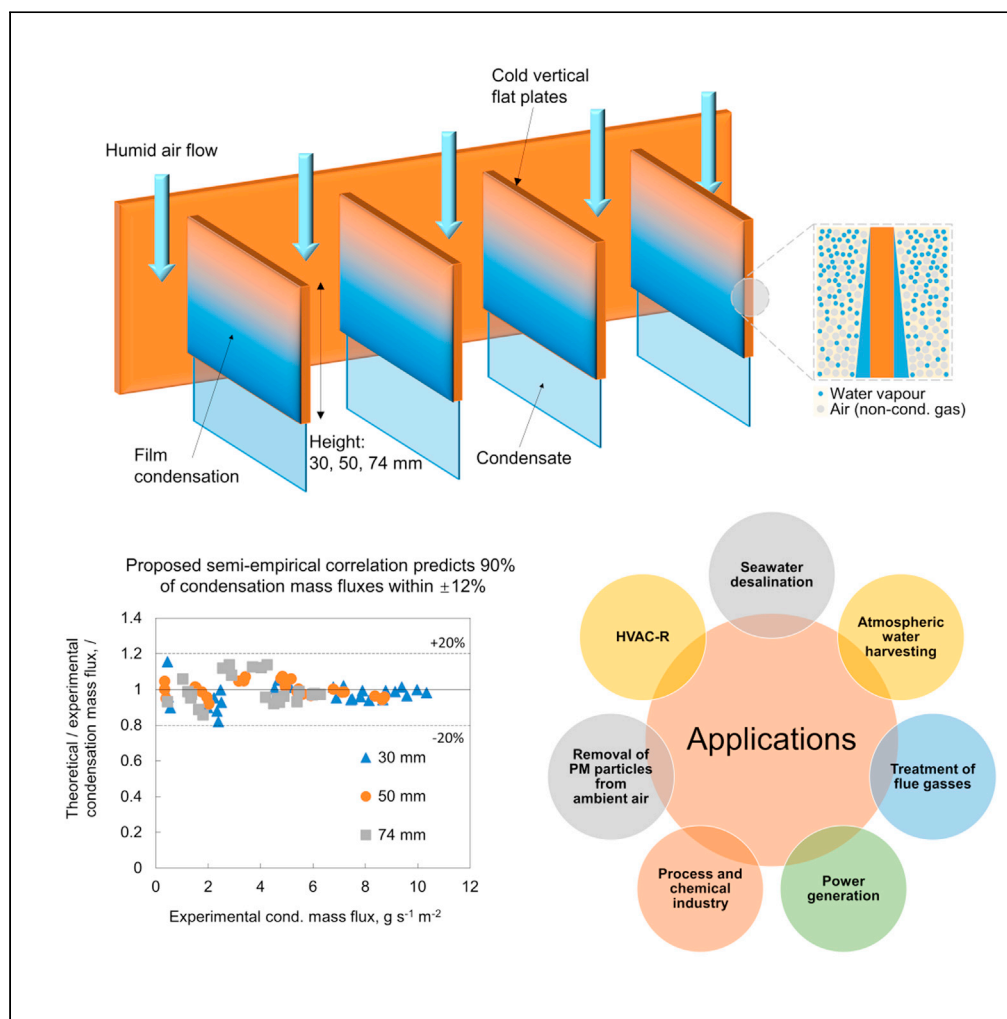 Cold vertical
flat plates
Humid air flow
Film
condensation
Height:
30, 50, 74 mm
Condensate
Water vapour
Air (non-cond. gas)
Proposed semi-empirical correlation predicts 90%
of condensation mass fluxes within ±12%
Theoretical / experimental
condensation mass flux, /
1.4
1.2
1
0.8
0.6
0.4
0.2
0
+20%
-20%
30 mm
50 mm
74 mm
0 2 4 6 8 10 12
Experimental cond. mass flux, g s⁻¹ m⁻²
Applications
Seawater
desalination
Atmospheric
water
harvesting
Treatment of
flue gasses
Power
generation
Process and
chemical
industry
Removal of
PM particles
from
ambient air
HVAC-R